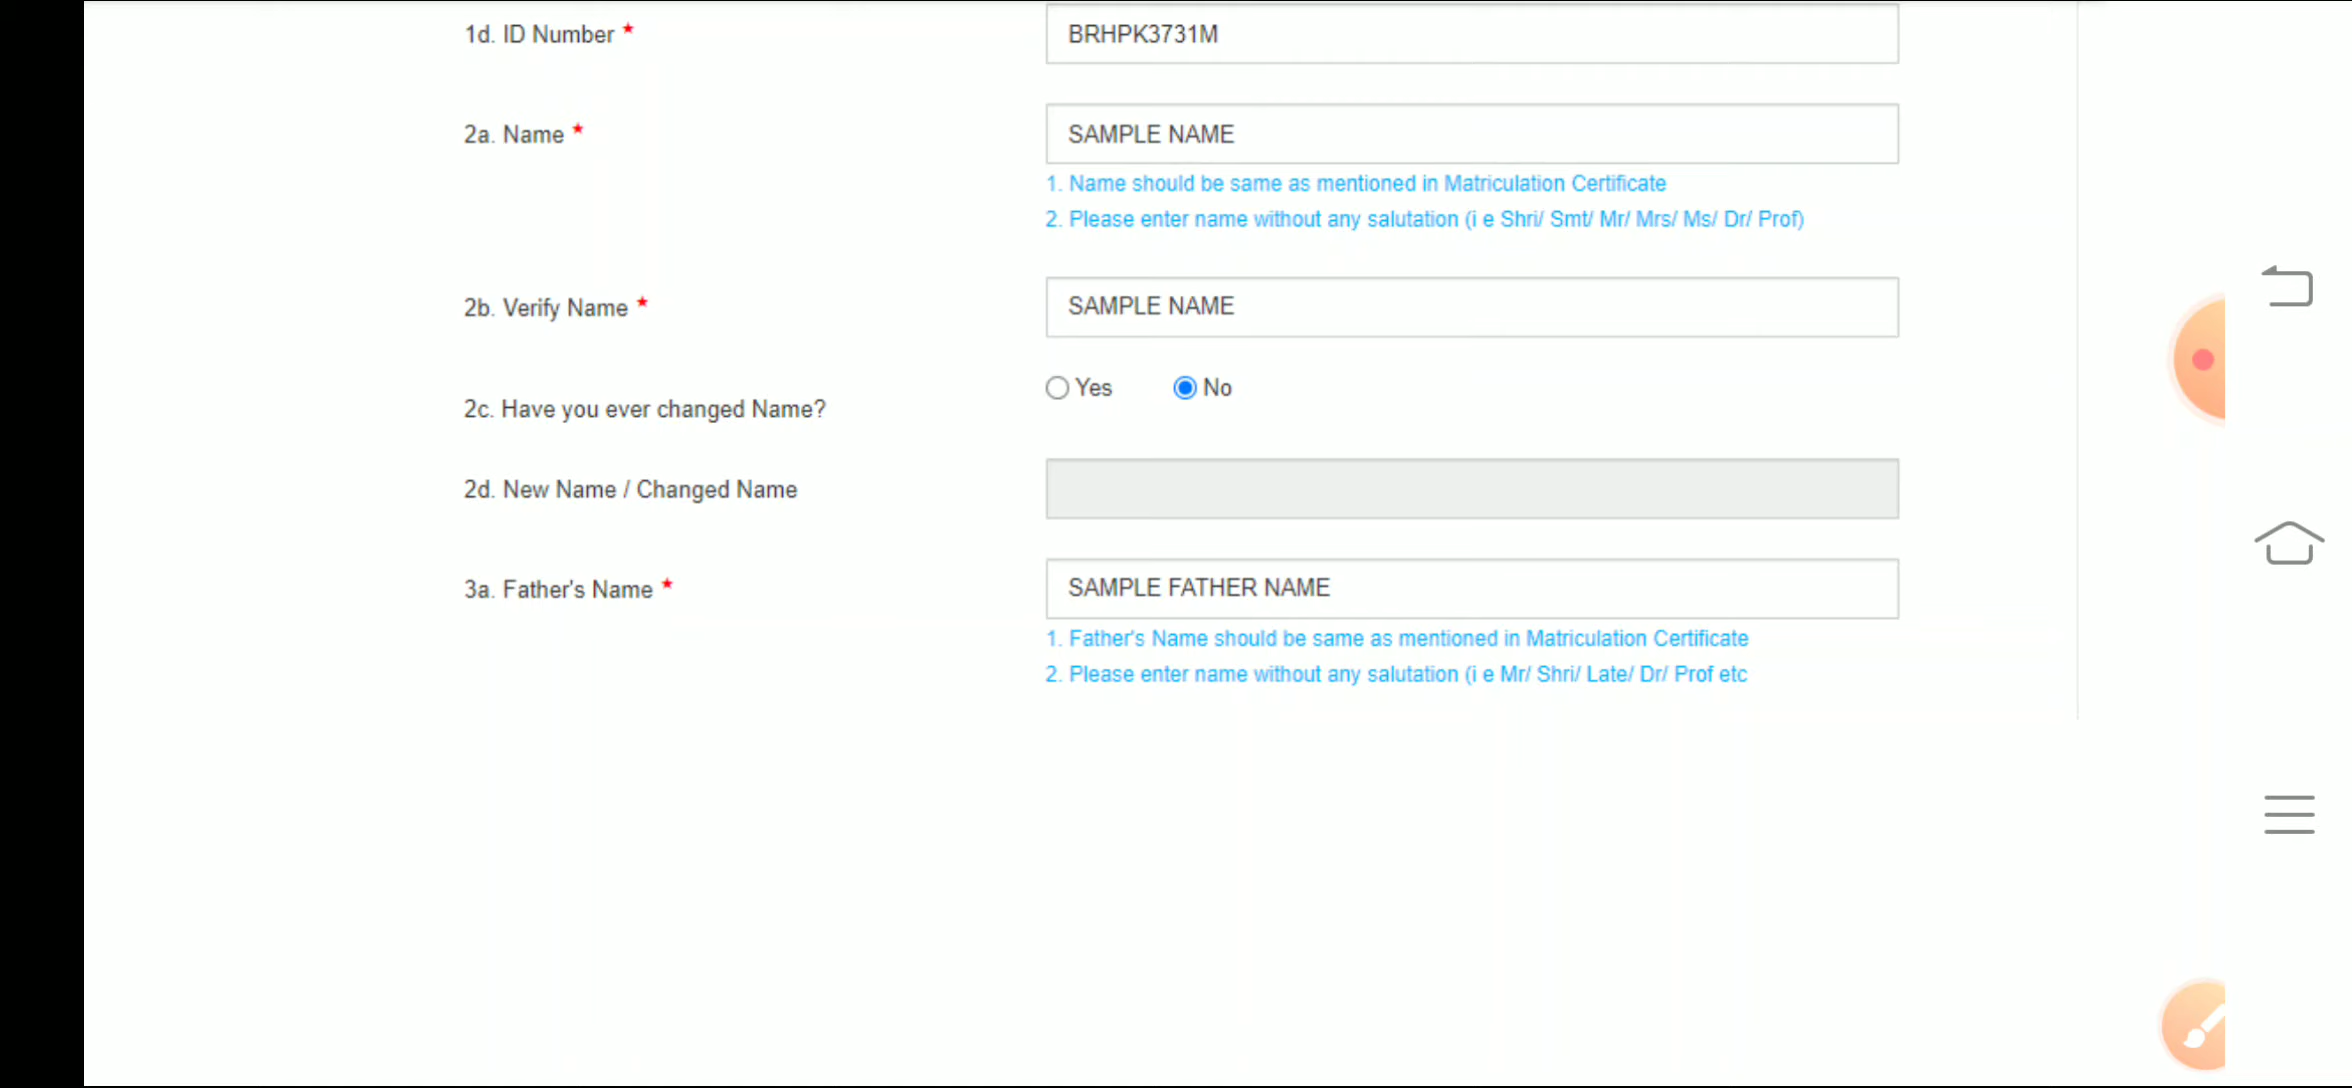 1d. ID Number * BRHPK3731M
2a. Name * SAMPLE NAME
1. Name should be same as mentioned in Matriculation Certificate
2. Please enter name without any salutation (i e Shri/ Smt/ Mr/ Mrs/ Ms/ Dr/ Prof)
2b. Verify Name * SAMPLE NAME
2c. Have you ever changed Name? Yes No
2d. New Name / Changed Name
3a. Father's Name * SAMPLE FATHER NAME
1. Father's Name should be same as mentioned in Matriculation Certificate
2. Please enter name without any salutation (i e Mr/ Shri/ Late/ Dr/ Prof etc